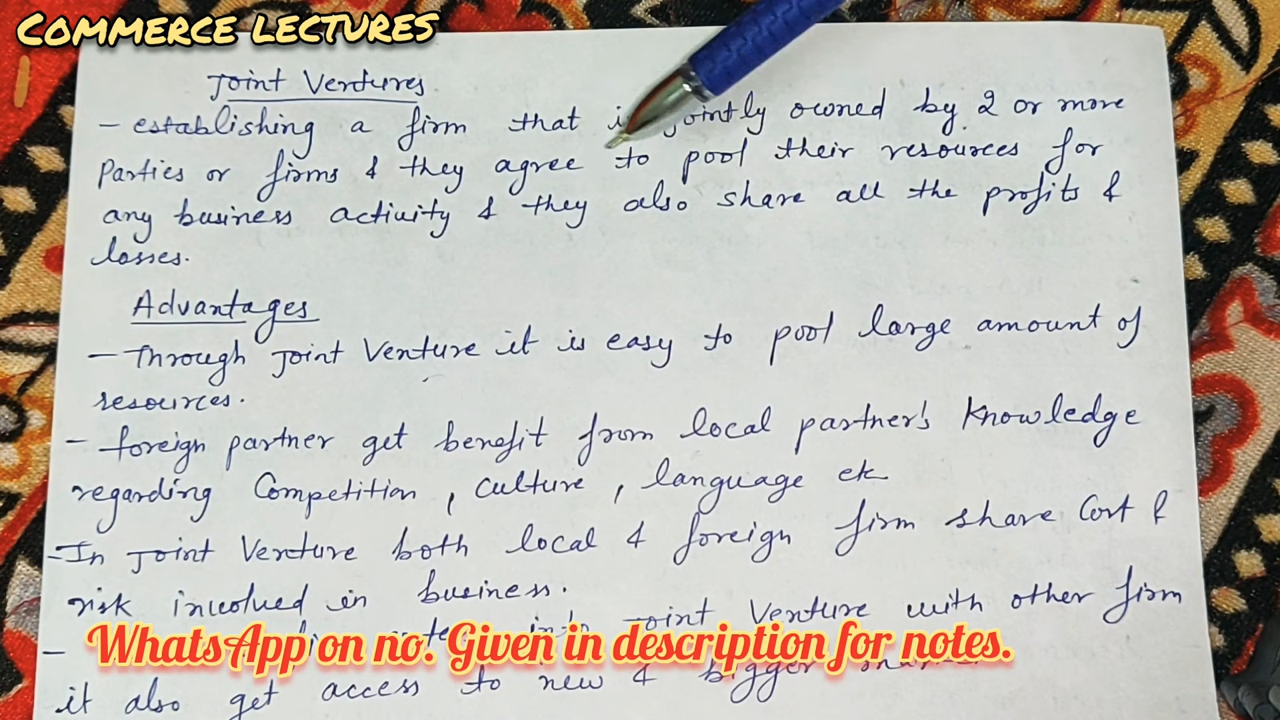 COMMERCE LECTURES
Joint Ventures
- establishing a firm that is jointly owned by 2 or more
Parties or firms & they agree to pool their resources for
any business activity & they also share all the profits &
losses.
Advantages
- Through Joint Venture it is easy to pool large amount of
resources.
- foreign partner get benefit from local partner's Knowledge
regarding Competition, culture, language etc
- In Joint Venture both local & foreign firm share Cost &
risk involved in business.
- into Joint Venture with other firm
WhatsApp on no. Given in description for notes.
it also get access to new & bigger